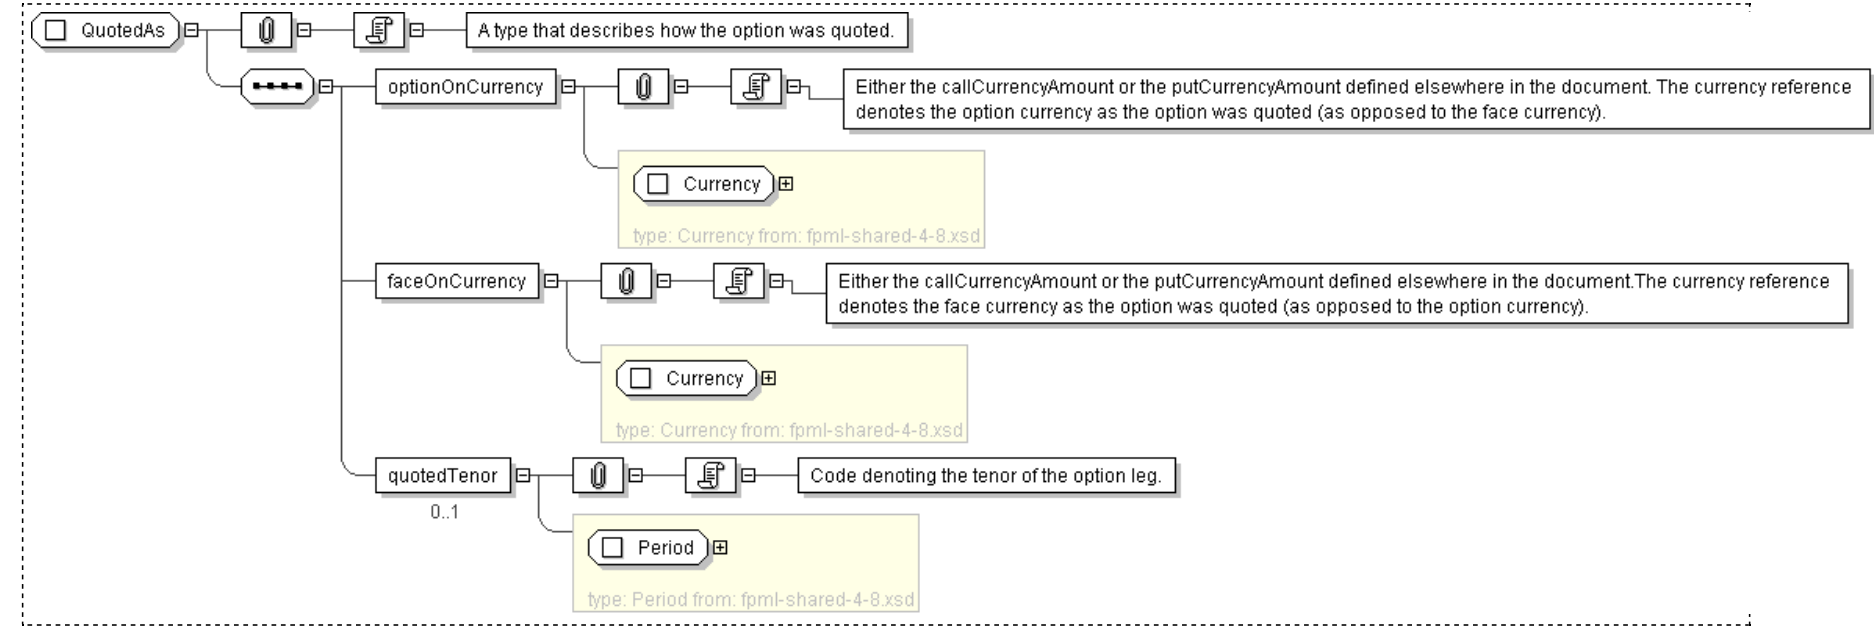 QuotedAs
A type that describes how the option was quoted.
optionOnCurrency
Either the callCurrencyAmount or the putCurrencyAmount defined elsewhere in the document. The currency reference
denotes the option currency as the option was quoted (as opposed to the face currency).
Currency
type: Currency from: fpml-shared-4-8.xsd
faceOnCurrency
Either the callCurrencyAmount or the putCurrencyAmount defined elsewhere in the document.The currency reference
denotes the face currency as the option was quoted (as opposed to the option currency).
Currency
type: Currency from: fpml-shared-4-8.xsd
quotedTenor
Code denoting the tenor of the option leg.
0..1
Period
type: Period from: fpml-shared-4-8.xsd